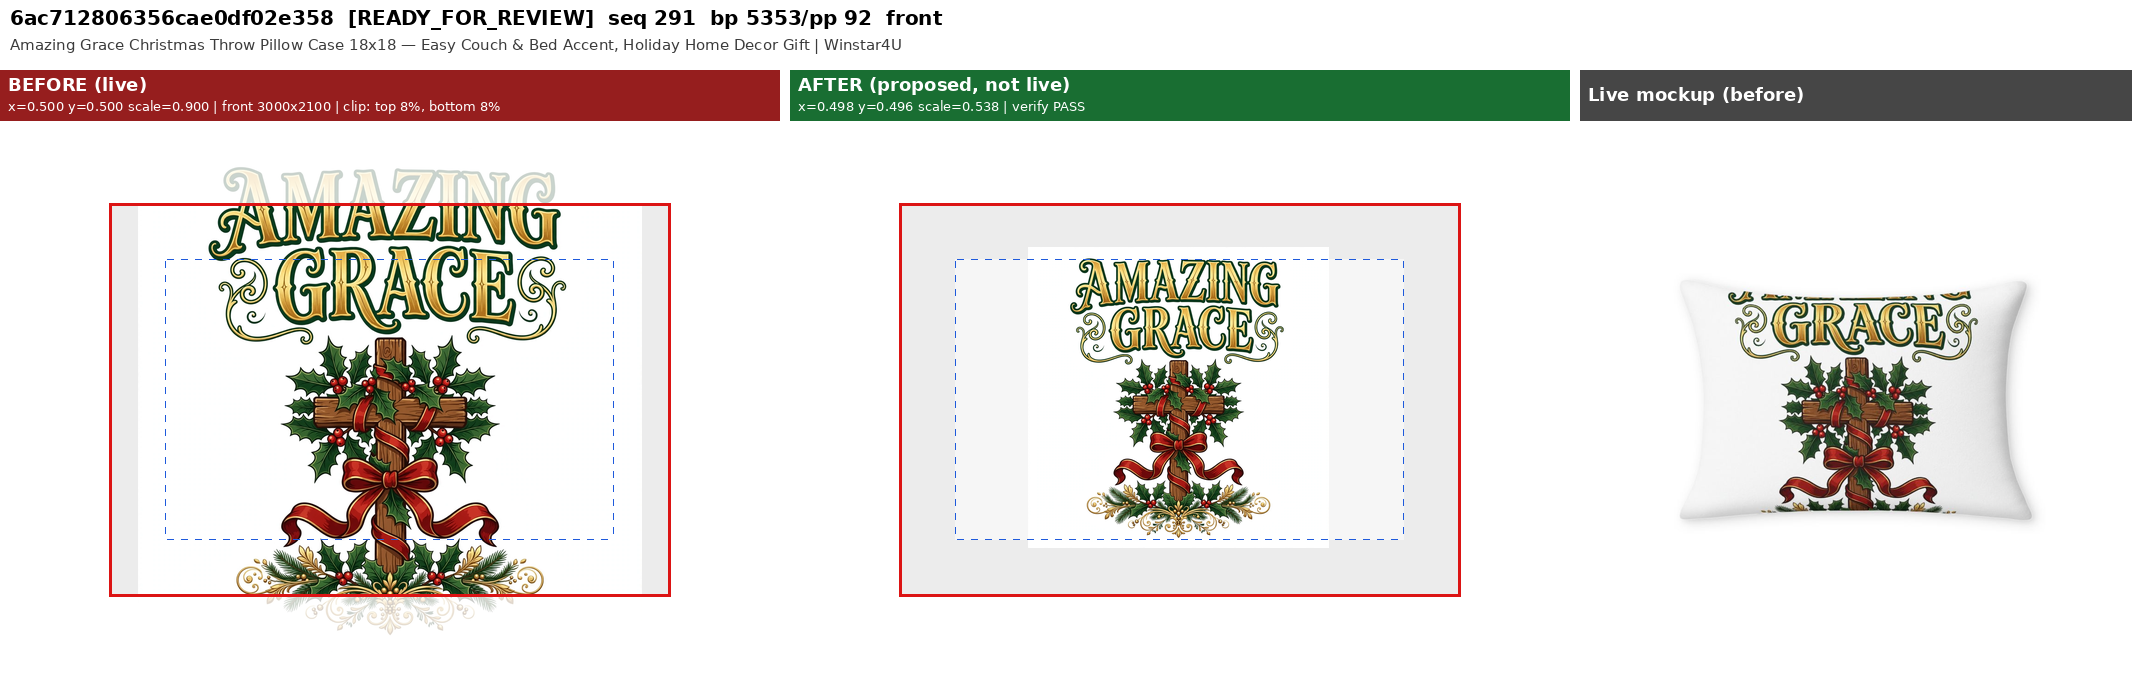 6ac712806356cae0df02e358 [READY_FOR_REVIEW] seq 291 bp 5353/pp 92 front
Amazing Grace Christmas Throw Pillow Case 18x18 — Easy Couch & Bed Accent, Holiday Home Decor Gift | Winstar4U
BEFORE (live)
x=0.500 y=0.500 scale=0.900 | front 3000x2100 | clip: top 8%, bottom 8%
AMAZING
GRACE
AFTER (proposed, not live)
x=0.498 y=0.496 scale=0.538 | verify PASS
AMAZING
GRACE
Live mockup (before)
AMAZING
GRACE